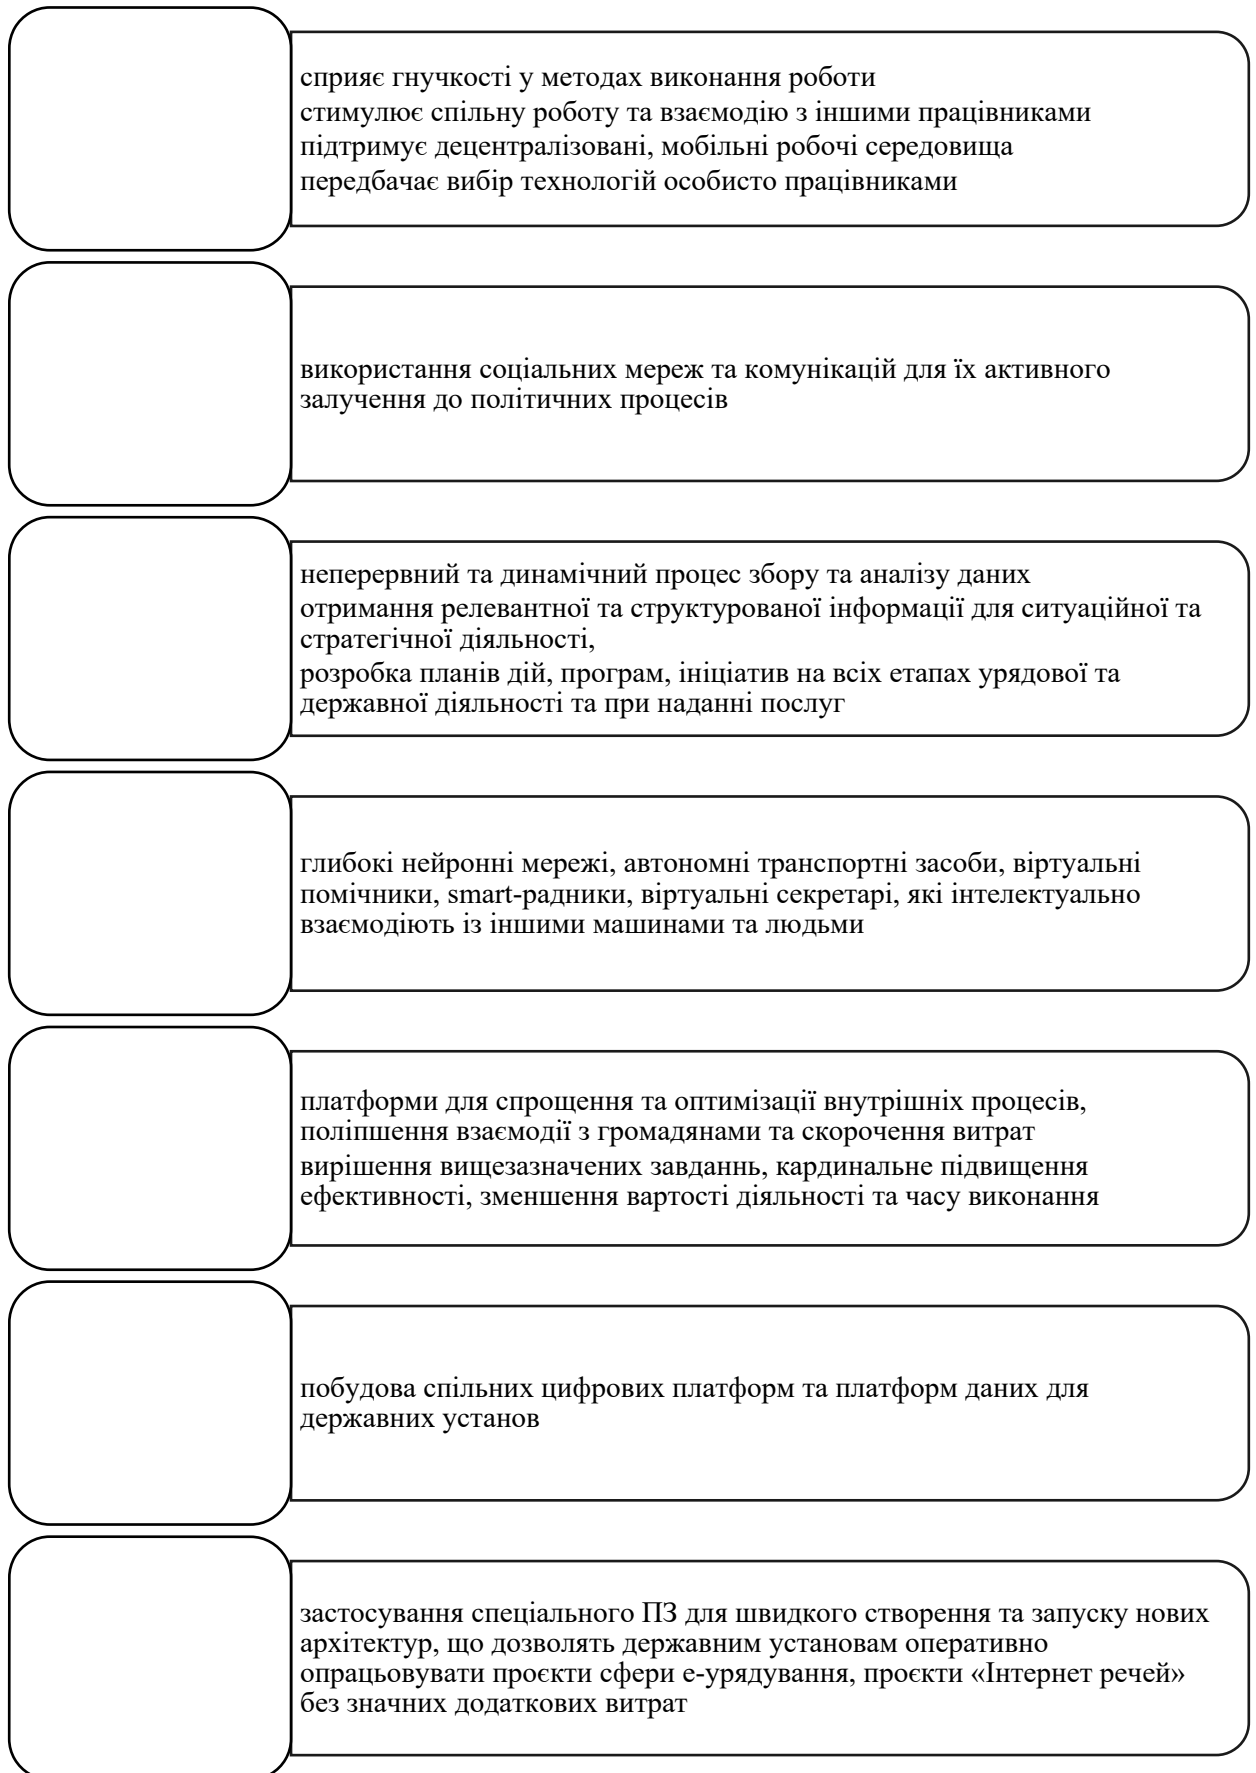 сприяє гнучкості у методах виконання роботи
стимулює спільну роботу та взаємодію з іншими працівниками
підтримує децентралізовані, мобільні робочі середовища
передбачає вибір технологій особисто працівниками
використання соціальних мереж та комунікацій для їх активного
залучення до політичних процесів
неперервний та динамічний процес збору та аналізу даних
отримання релевантної та структурованої інформації для ситуаційної та
стратегічної діяльності,
розробка планів дій, програм, ініціатив на всіх етапах урядової та
державної діяльності та при наданні послуг
глибокі нейронні мережі, автономні транспортні засоби, віртуальні
помічники, smart-радники, віртуальні секретарі, які інтелектуально
взаємодіють із іншими машинами та людьми
платформи для спрощення та оптимізації внутрішніх процесів,
поліпшення взаємодії з громадянами та скорочення витрат
вирішення вищезазначених завданнь, кардинальне підвищення
ефективності, зменшення вартості діяльності та часу виконання
побудова спільних цифрових платформ та платформ даних для
державних установ
застосування спеціального ПЗ для швидкого створення та запуску нових
архітектур, що дозволять державним установам оперативно
опрацьовувати проєкти сфери е-урядування, проєкти «Інтернет речей»
без значних додаткових витрат